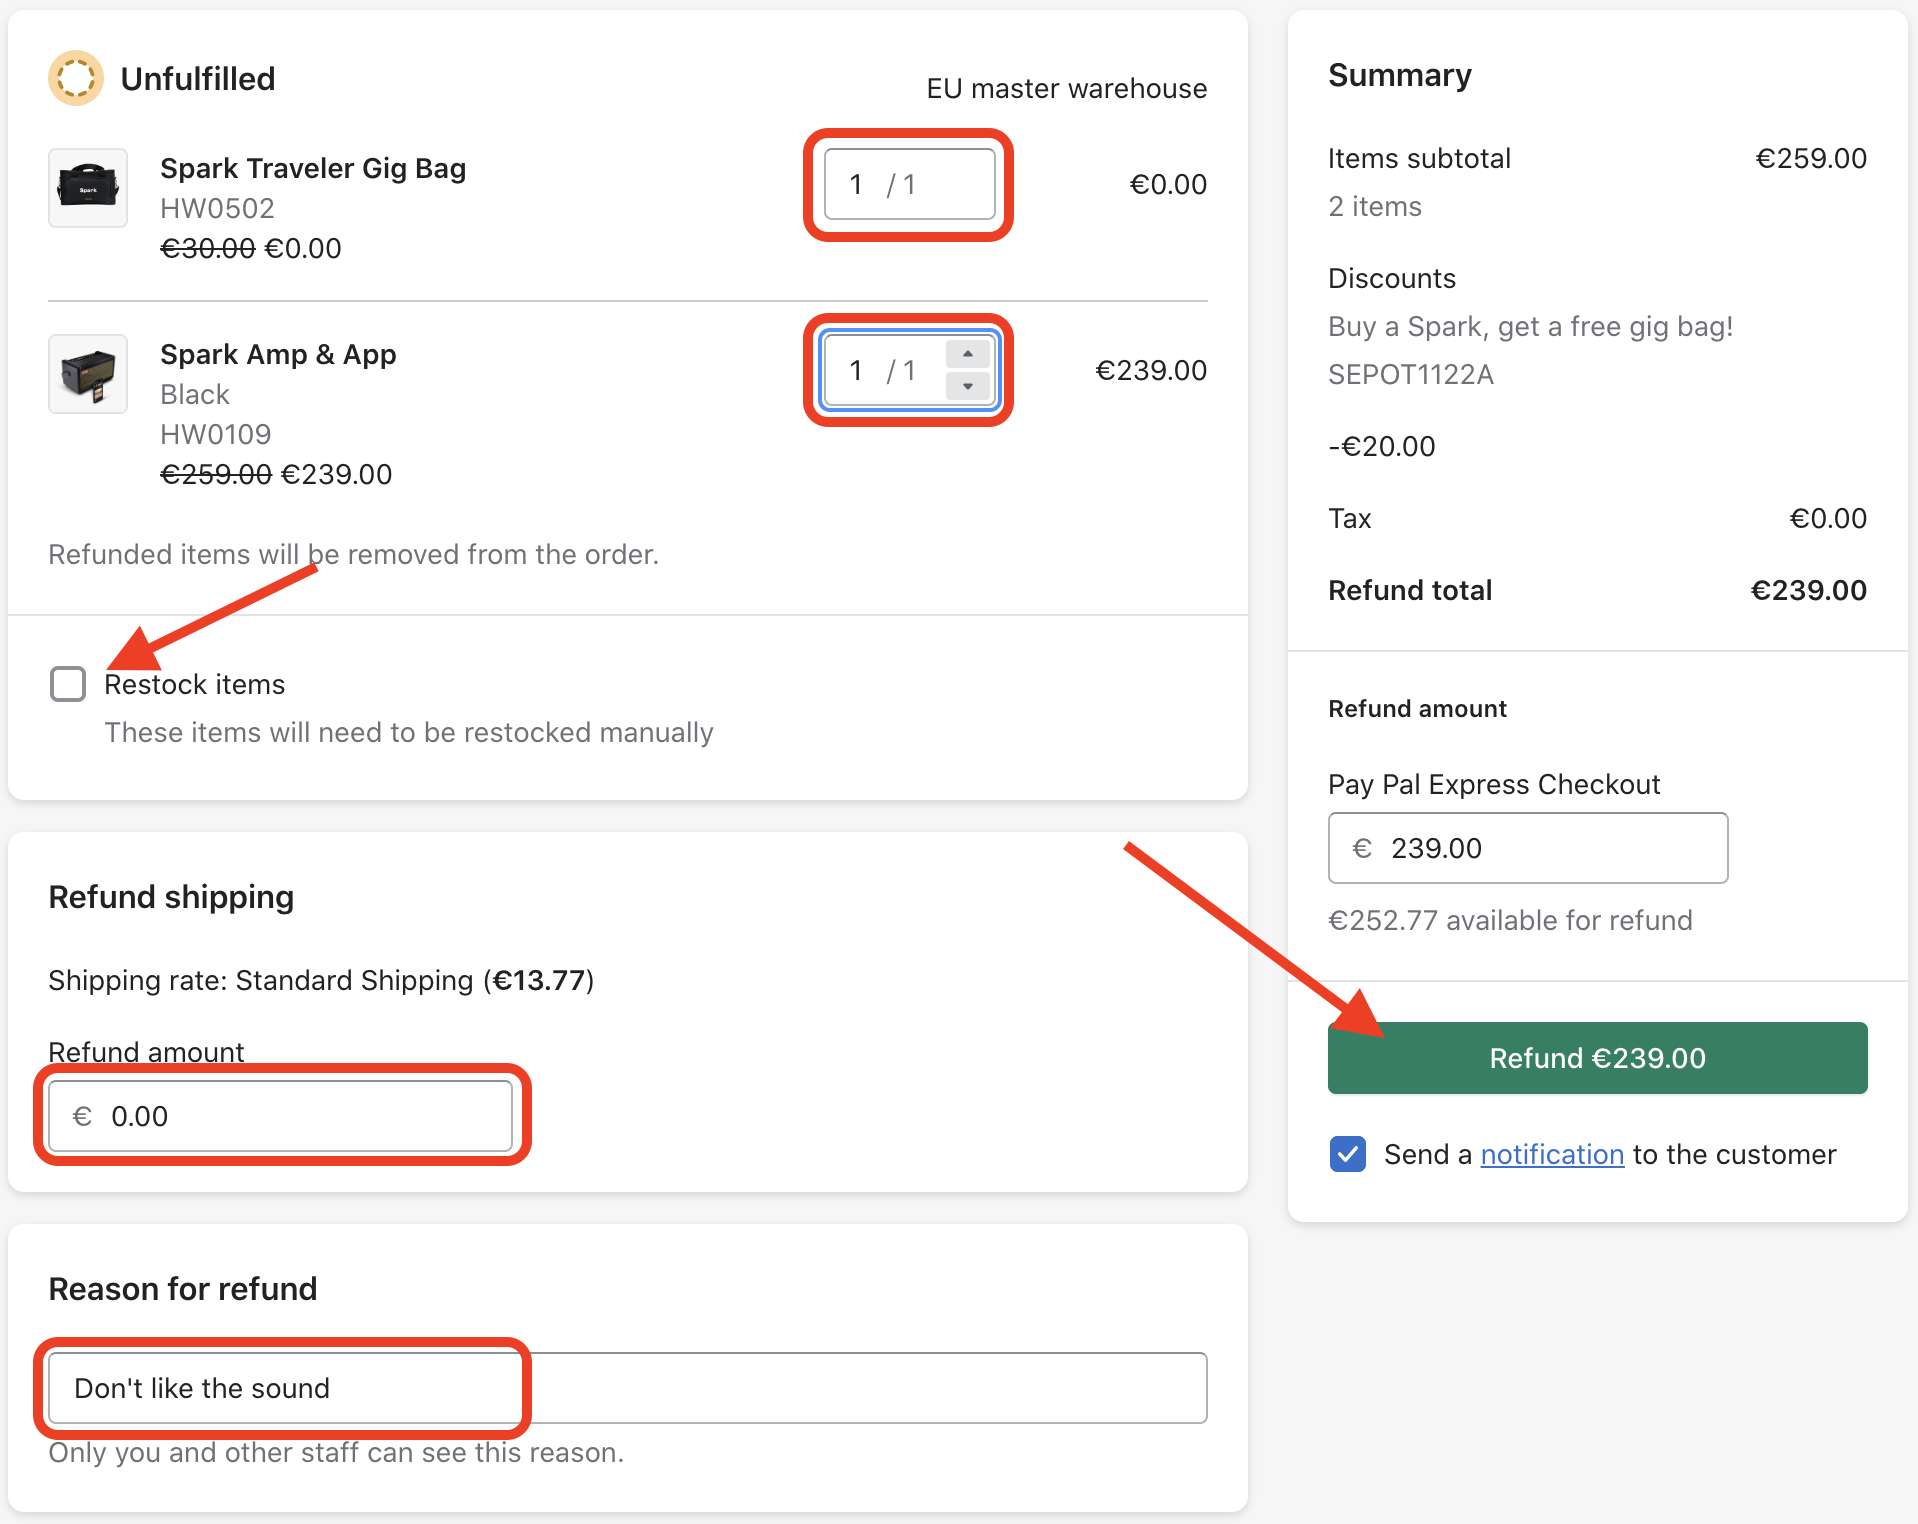 Unfulfilled
EU master warehouse
Spark
Spark Traveler Gig Bag
HW0502
€30.00 €0.00
1 / 1
€0.00
Spark Amp & App
Black
HW0109
€259.00 €239.00
1 / 1
€239.00
Refunded items will be removed from the order.
Restock items
These items will need to be restocked manually
Refund shipping
Shipping rate: Standard Shipping (€13.77)
Refund amount
€ 0.00
Reason for refund
Don't like the sound
Only you and other staff can see this reason.
Summary
Items subtotal €259.00
2 items
Discounts
Buy a Spark, get a free gig bag!
SEPOT1122A
-€20.00
Tax €0.00
Refund total €239.00
Refund amount
Pay Pal Express Checkout
€ 239.00
€252.77 available for refund
Refund €239.00
Send a notification to the customer